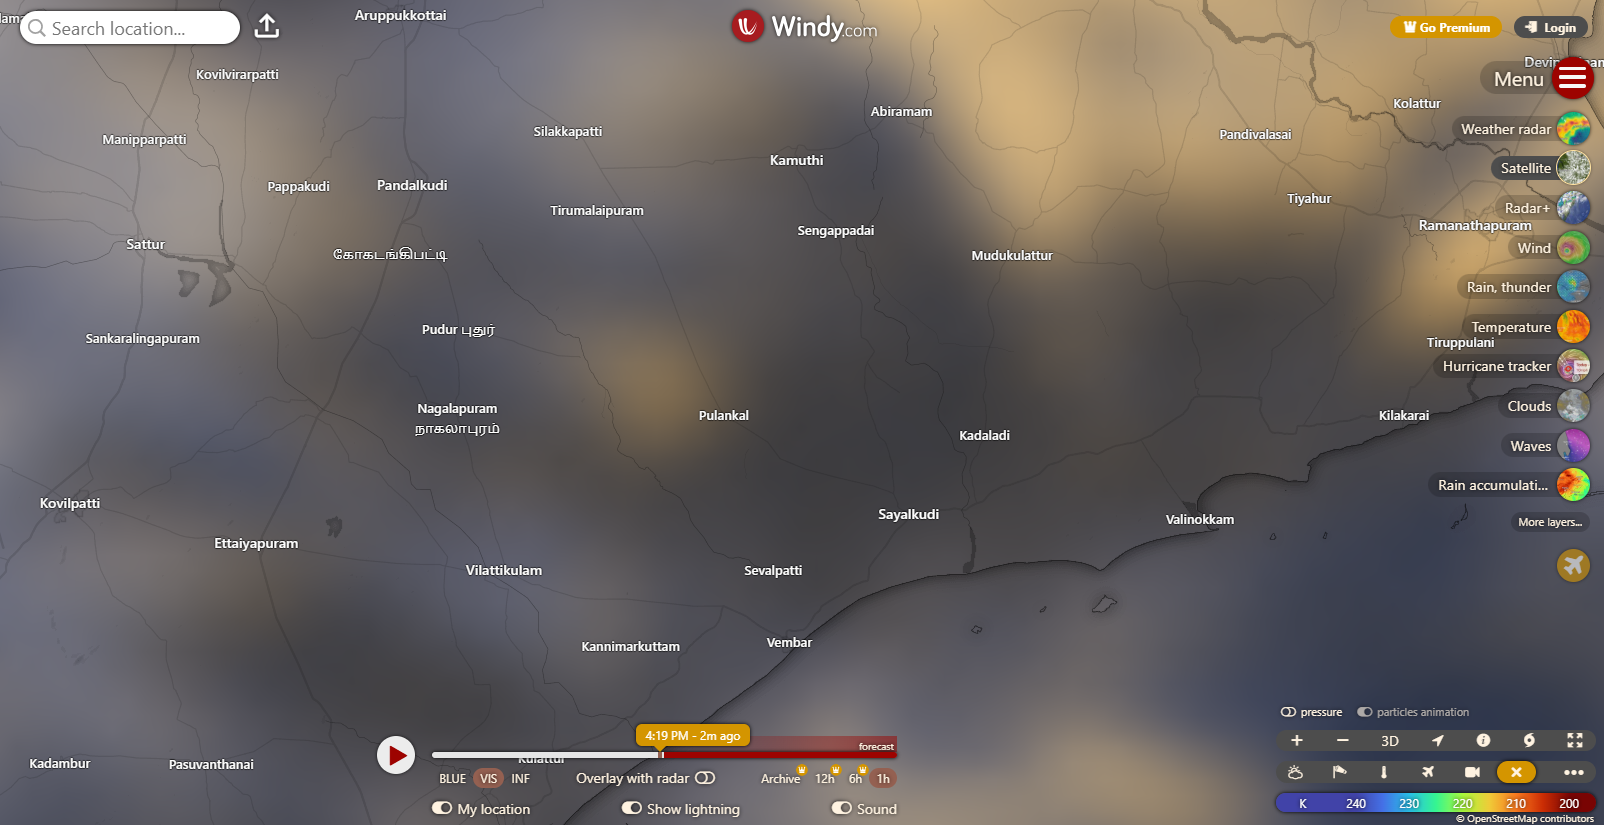 Search location...
Windy.com
Go Premium
Login
Aruppukkottai
Menu
Kovilvirarpatti
Kolattur
Abiramam
Weather radar
Silakkapatti
Pandivalasai
Manipparpatti
Kamuthi
Satellite
Pappakudi
Pandalkudi
Tiyahur
Tirumalaipuram
Radar+
Ramanathapuram
Sengappadai
Sattur
Wind
கோகடங்கிபட்டி
Mudukulattur
Rain, thunder
Pudur புதுர்
Temperature
Sankaralingapuram
Tiruppulani
Hurricane tracker
Nagalapuram
நாகலாபுரம்
Clouds
Pulankal
Kilakarai
Kadaladi
Waves
Rain accumulati...
Kovilpatti
Sayalkudi
Valinokkam
More layers...
Ettaiyapuram
Vilattikulam
Sevalpatti
Kannimarkuttam
Vembar
pressure
particles animation
4:19 PM - 2m ago
forecast
3D
Kadambur
Pasuvanthanai
Kulattur
BLUE VIS INF
Overlay with radar
Archive 12h 6h 1h
My location
Show lightning
Sound
K 240 230 220 210 200
© OpenStreetMap contributors